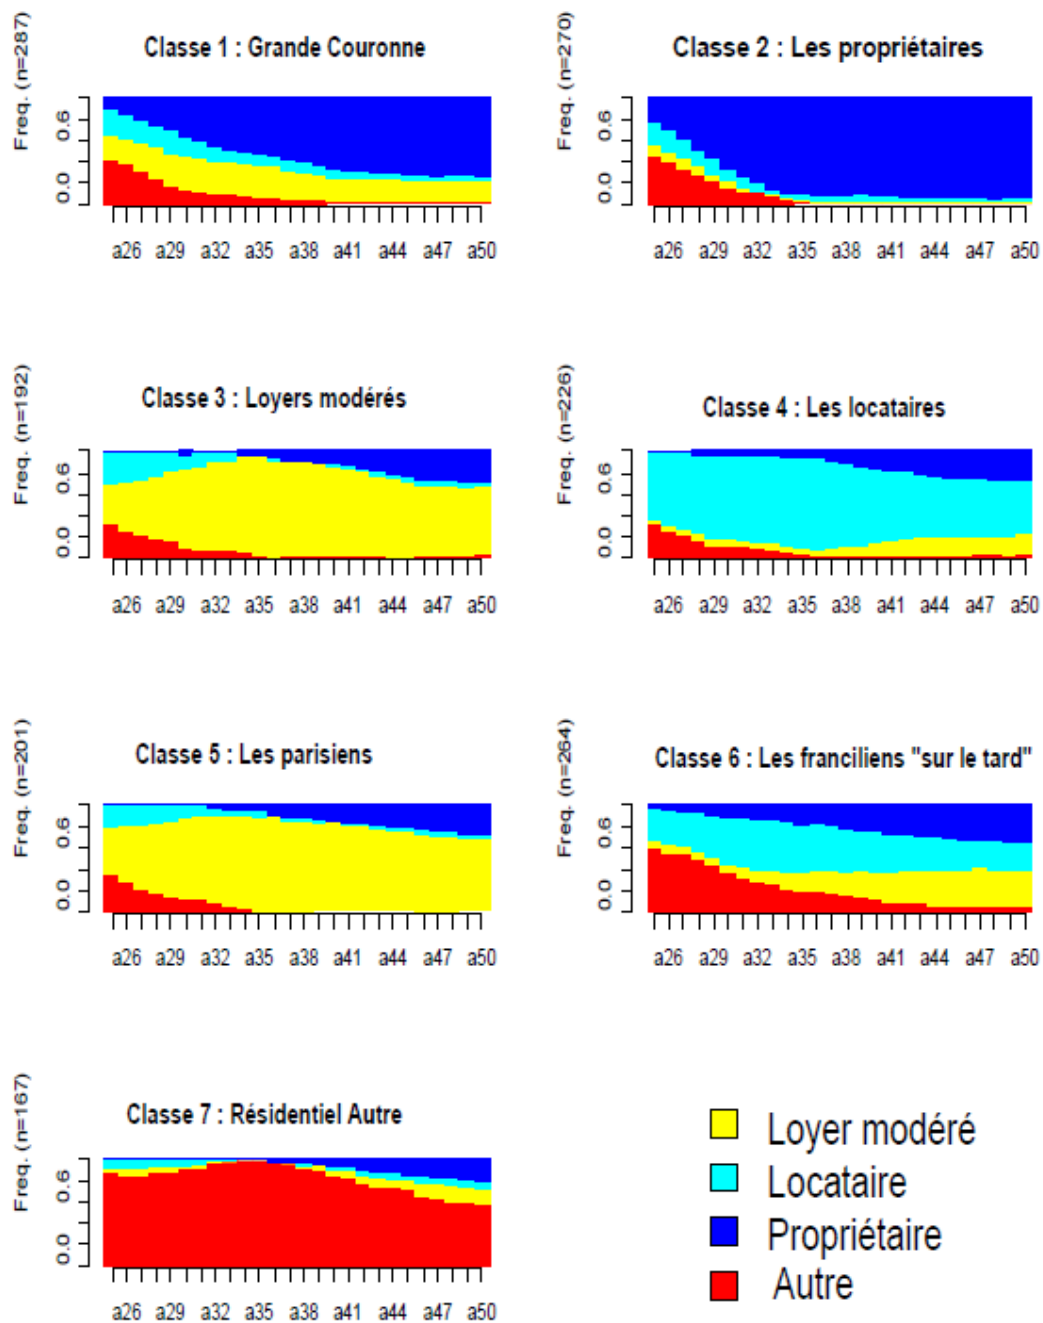 Classe 1 : Grande Couronne
Freq. (n=287)
0.6
0.0
a26 a29 a32 a35 a38 a41 a44 a47 a50
Classe 2 : Les propriétaires
Freq. (n=270)
0.6
0.0
a26 a29 a32 a35 a38 a41 a44 a47 a50
Classe 3 : Loyers modérés
Freq. (n=192)
0.6
0.0
a26 a29 a32 a35 a38 a41 a44 a47 a50
Classe 4 : Les locataires
Freq. (n=226)
0.6
0.0
a26 a29 a32 a35 a38 a41 a44 a47 a50
Classe 5 : Les parisiens
Freq. (n=201)
0.6
0.0
a26 a29 a32 a35 a38 a41 a44 a47 a50
Classe 6 : Les franciliens "sur le tard"
Freq. (n=264)
0.6
0.0
a26 a29 a32 a35 a38 a41 a44 a47 a50
Classe 7 : Résidentiel Autre
Freq. (n=167)
0.6
0.0
a26 a29 a32 a35 a38 a41 a44 a47 a50
Loyer modéré
Locataire
Propriétaire
Autre